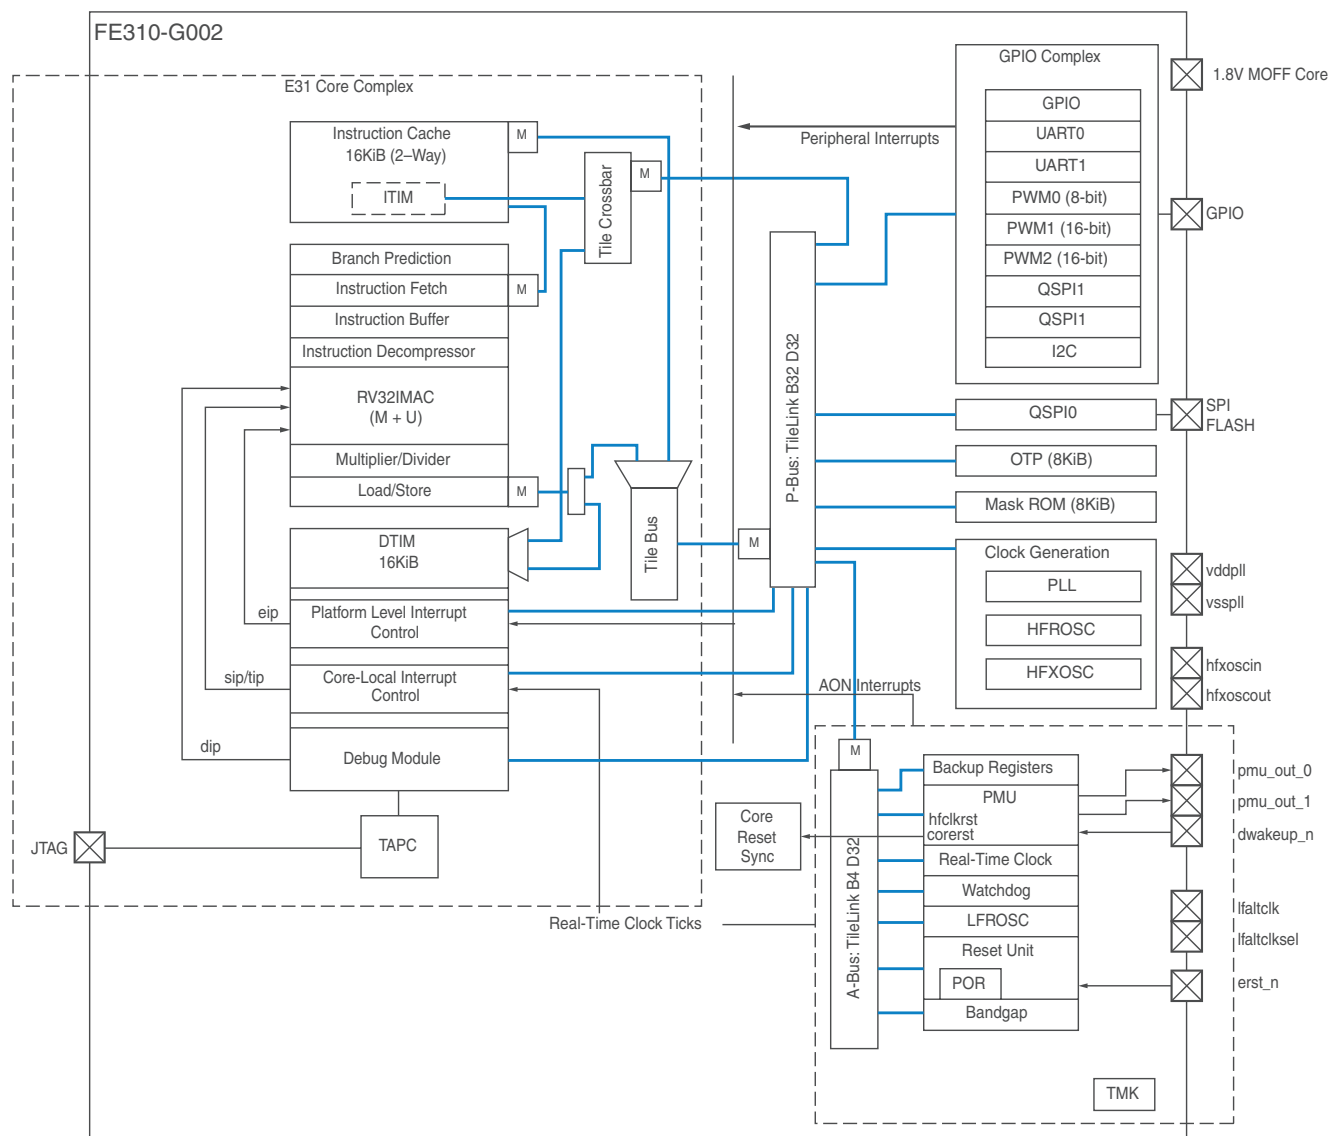 FE310-G002
E31 Core Complex
Instruction Cache
16KiB (2–Way)
M
ITIM
Tile Crossbar
M
Branch Prediction
Instruction Fetch
M
Instruction Buffer
Instruction Decompressor
RV32IMAC
(M + U)
Multiplier/Divider
Load/Store
M
DTIM
16KiB
Tile Bus
Platform Level Interrupt
Control
eip
Core-Local Interrupt
Control
sip/tip
Debug Module
dip
TAPC
JTAG
Real-Time Clock Ticks
Peripheral Interrupts
P-Bus: TileLink B32 D32
M
AON Interrupts
GPIO Complex
GPIO
UART0
UART1
PWM0 (8-bit)
PWM1 (16-bit)
PWM2 (16-bit)
QSPI1
QSPI1
I2C
QSPI0
OTP (8KiB)
Mask ROM (8KiB)
Clock Generation
PLL
HFROSC
HFXOSC
1.8V MOFF Core
GPIO
SPI
FLASH
vddpll
vsspll
hfxoscin
hfxoscout
M
A-Bus: TileLink B4 D32
Core
Reset
Sync
Backup Registers
PMU
hfclkrst
corerst
Real-Time Clock
Watchdog
LFROSC
Reset Unit
POR
Bandgap
TMK
pmu_out_0
pmu_out_1
dwakeup_n
lfaltclk
lfaltclksel
erst_n